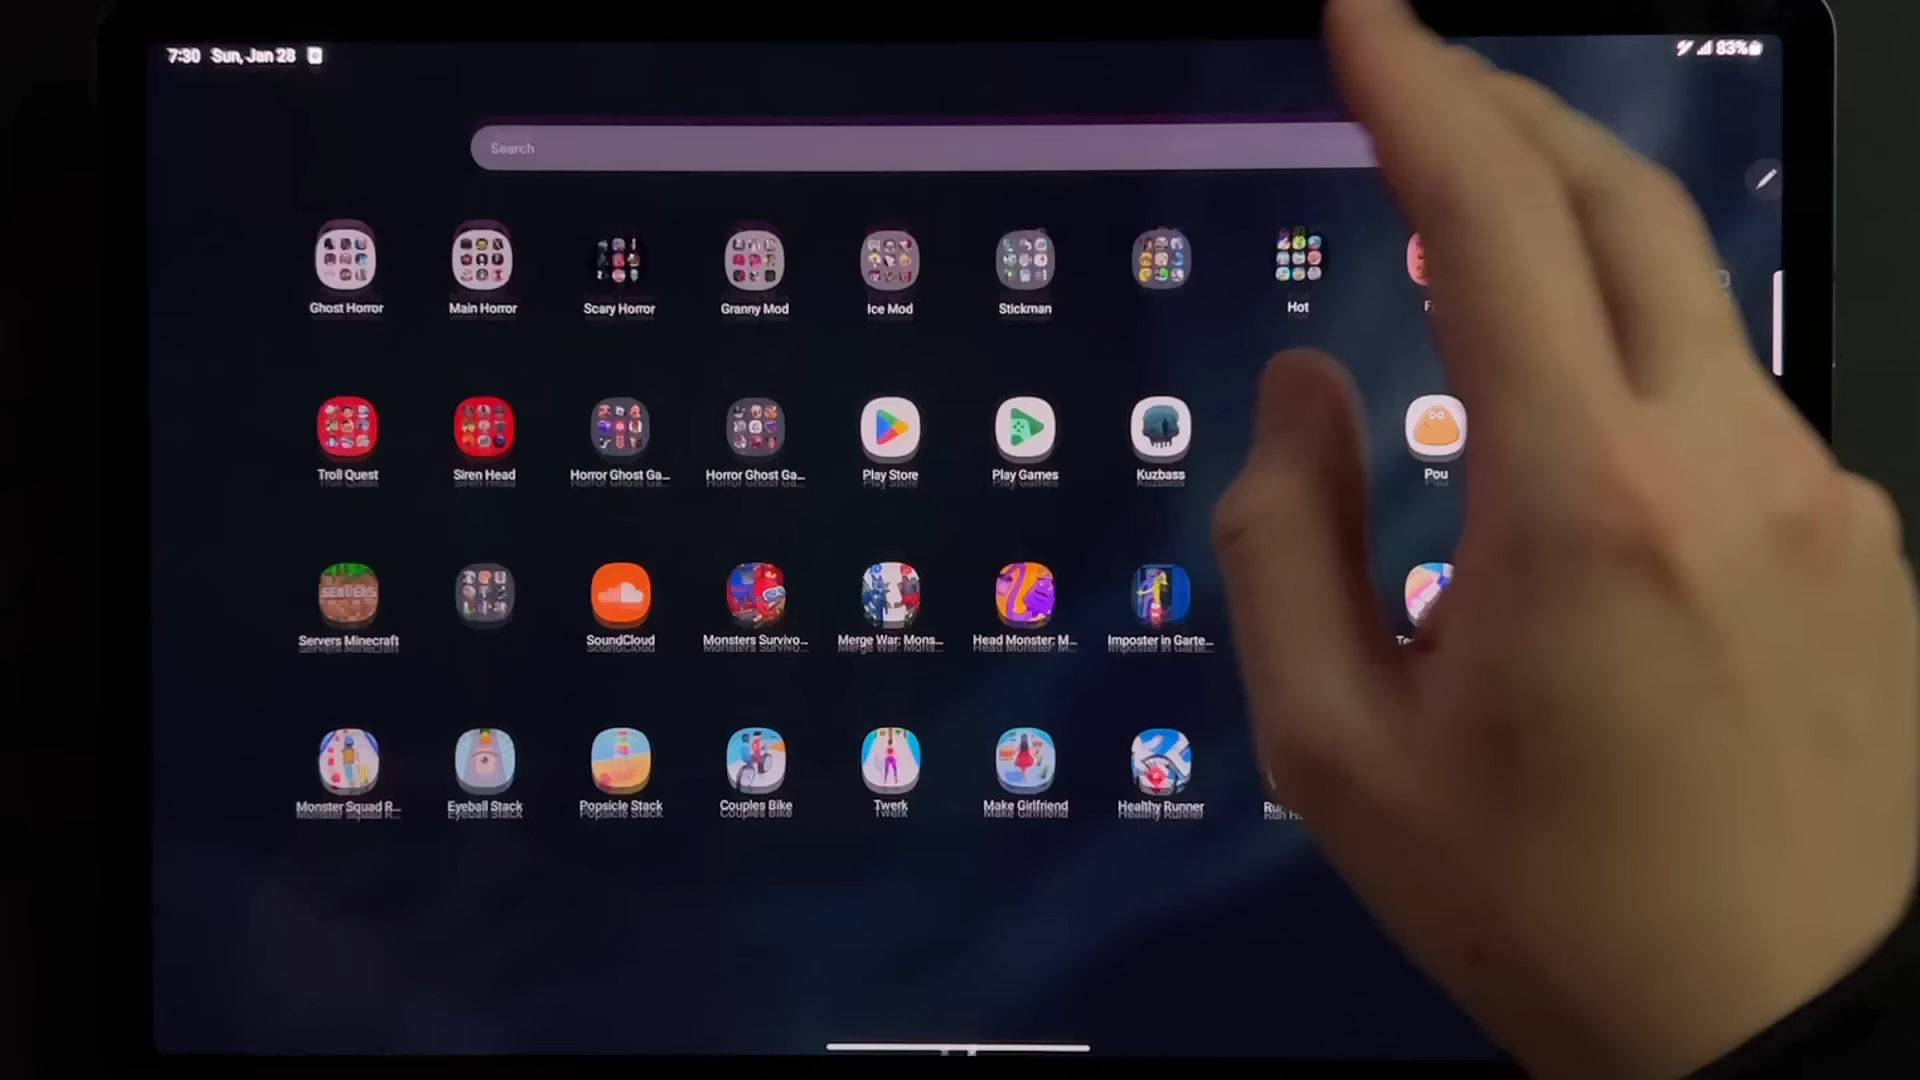 7:30 Sun, Jan 28
83%
Search
Ghost Horror
Main Horror
Scary Horror
Granny Mod
Ice Mod
Stickman
Hot
Troll Quest
Siren Head
Horror Ghost Ga...
Horror Ghost Ga...
Play Store
Play Games
Kuzbass
Pou
SERVERS
Servers Minecraft
SoundCloud
Monsters Survivo...
Merge War: Mons...
Head Monster: M...
Imposter in Garte...
Monster Squad R...
Eyeball Stack
Popsicle Stack
Couples Bike
Twerk
Make Girlfriend
Healthy Runner